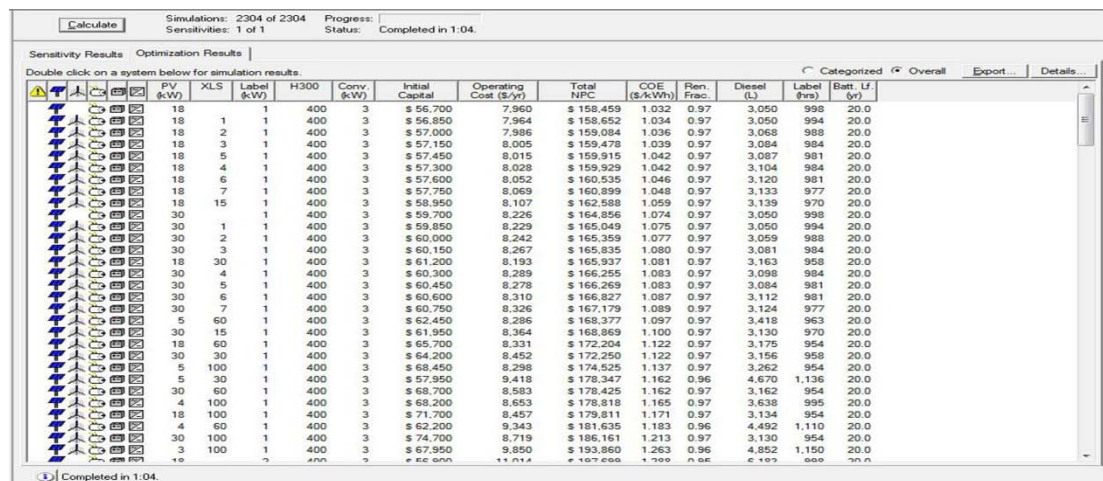 Calculate
Simulations: 2304 of 2304 Progress:
Sensitivities: 1 of 1 Status: Completed in 1:04.
Sensitivity Results Optimization Results
Double click on a system below for simulation results.
Categorized Overall Export... Details...
PV (kW) XLS Label (kW) H300 Conv. (kW) Initial Capital Operating Cost ($/yr) Total NPC COE ($/kWh) Ren. Frac. Diesel (L) Label (hrs) Batt. Lf. (yr)
18 1 400 3 $ 56,700 7,960 $ 158,459 1.032 0.97 3,050 998 20.0
18 1 1 400 3 $ 56,850 7,964 $ 158,652 1.034 0.97 3,050 994 20.0
18 2 1 400 3 $ 57,000 7,986 $ 159,084 1.036 0.97 3,068 988 20.0
18 3 1 400 3 $ 57,150 8,005 $ 159,478 1.039 0.97 3,084 984 20.0
18 5 1 400 3 $ 57,450 8,015 $ 159,915 1.042 0.97 3,087 981 20.0
18 4 1 400 3 $ 57,300 8,028 $ 159,929 1.042 0.97 3,104 984 20.0
18 6 1 400 3 $ 57,600 8,052 $ 160,535 1.046 0.97 3,120 981 20.0
18 7 1 400 3 $ 57,750 8,069 $ 160,899 1.048 0.97 3,133 977 20.0
18 15 1 400 3 $ 58,950 8,107 $ 162,588 1.059 0.97 3,139 970 20.0
30 1 400 3 $ 59,700 8,226 $ 164,856 1.074 0.97 3,050 998 20.0
30 1 1 400 3 $ 59,850 8,229 $ 165,049 1.075 0.97 3,050 994 20.0
30 2 1 400 3 $ 60,000 8,242 $ 165,359 1.077 0.97 3,059 988 20.0
30 3 1 400 3 $ 60,150 8,267 $ 165,835 1.080 0.97 3,081 984 20.0
18 30 1 400 3 $ 61,200 8,193 $ 165,937 1.081 0.97 3,163 958 20.0
30 4 1 400 3 $ 60,300 8,289 $ 166,255 1.083 0.97 3,098 984 20.0
30 5 1 400 3 $ 60,450 8,278 $ 166,269 1.083 0.97 3,084 981 20.0
30 6 1 400 3 $ 60,600 8,310 $ 166,827 1.087 0.97 3,112 981 20.0
30 7 1 400 3 $ 60,750 8,326 $ 167,179 1.089 0.97 3,124 977 20.0
5 60 1 400 3 $ 62,450 8,286 $ 168,377 1.097 0.97 3,418 963 20.0
30 15 1 400 3 $ 61,950 8,364 $ 168,869 1.100 0.97 3,130 970 20.0
18 60 1 400 3 $ 65,700 8,331 $ 172,204 1.122 0.97 3,175 954 20.0
30 30 1 400 3 $ 64,200 8,452 $ 172,250 1.122 0.97 3,156 958 20.0
5 100 1 400 3 $ 68,450 8,298 $ 174,525 1.137 0.97 3,262 954 20.0
5 30 1 400 3 $ 57,950 9,418 $ 178,347 1.162 0.96 4,670 1,136 20.0
30 60 1 400 3 $ 68,700 8,583 $ 178,425 1.162 0.97 3,162 954 20.0
4 100 1 400 3 $ 68,200 8,653 $ 178,818 1.165 0.97 3,638 995 20.0
18 100 1 400 3 $ 71,700 8,457 $ 179,811 1.171 0.97 3,134 954 20.0
4 60 1 400 3 $ 62,200 9,343 $ 181,635 1.183 0.96 4,492 1,110 20.0
30 100 1 400 3 $ 74,700 8,719 $ 186,161 1.213 0.97 3,130 954 20.0
3 100 1 400 3 $ 67,950 9,850 $ 193,860 1.263 0.96 4,852 1,150 20.0
Completed in 1:04.